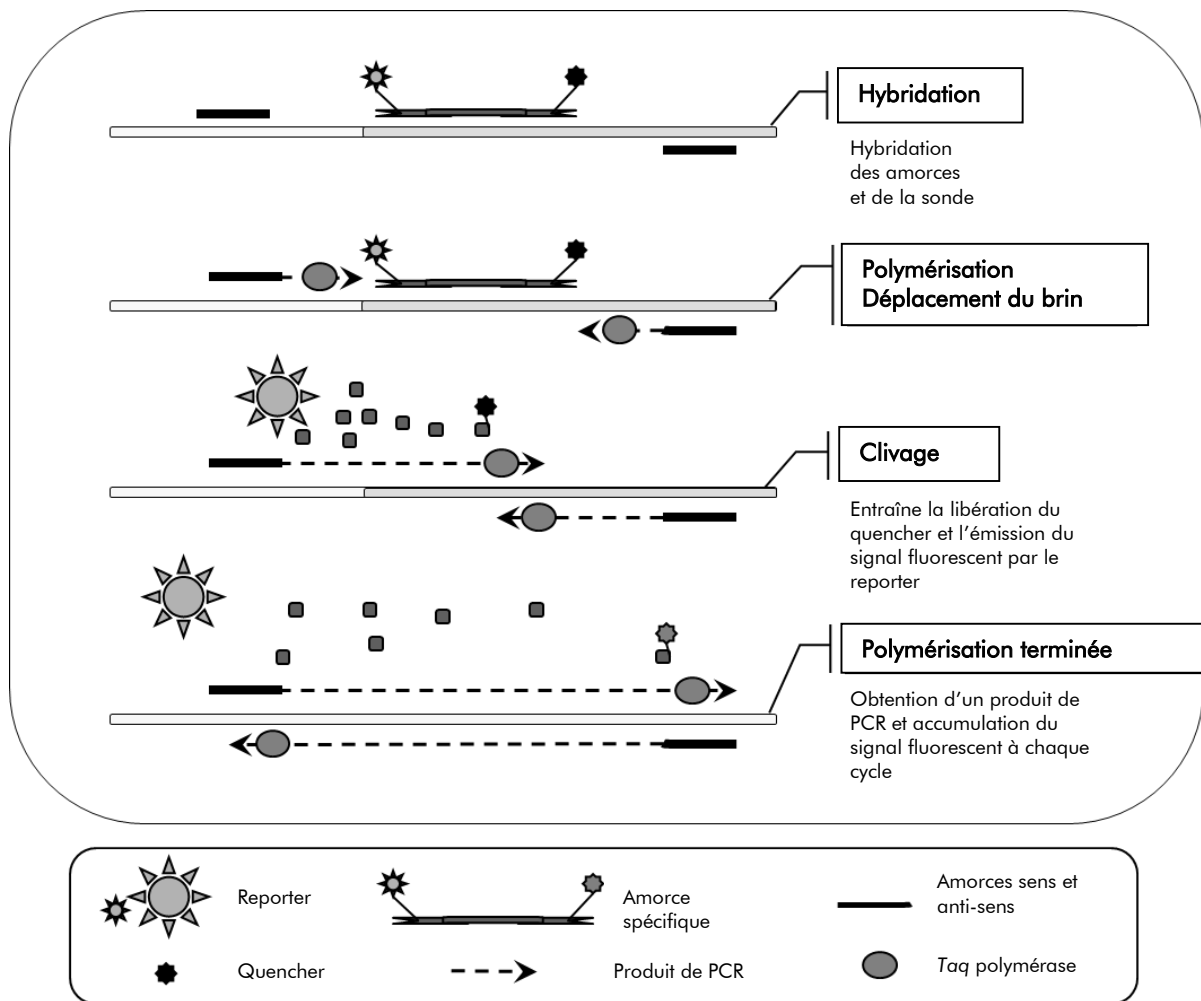 Hybridation
Hybridation
des amorces
et de la sonde
Polymérisation
Déplacement du brin
Clivage
Entraîne la libération du
quencher et l’émission du
signal fluorescent par le
reporter
Polymérisation terminée
Obtention d’un produit de
PCR et accumulation du
signal fluorescent à chaque
cycle
Reporter
Amorce
spécifique
Amorces sens et
anti-sens
Quencher
Produit de PCR
Taq polymérase